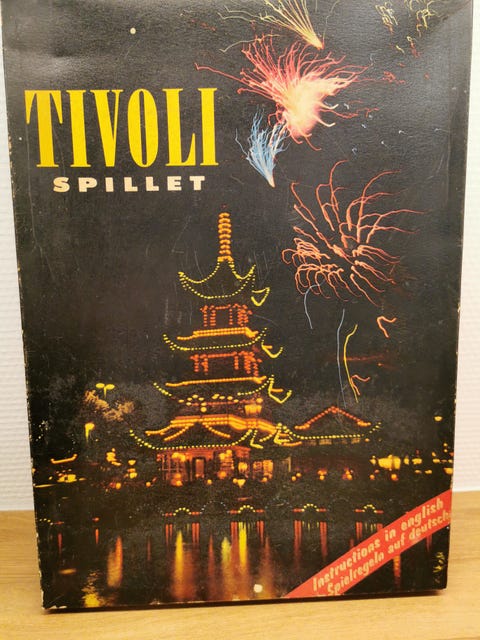 TIVOLI
SPILLET
Instructions in english
Spielregeln auf deutsch